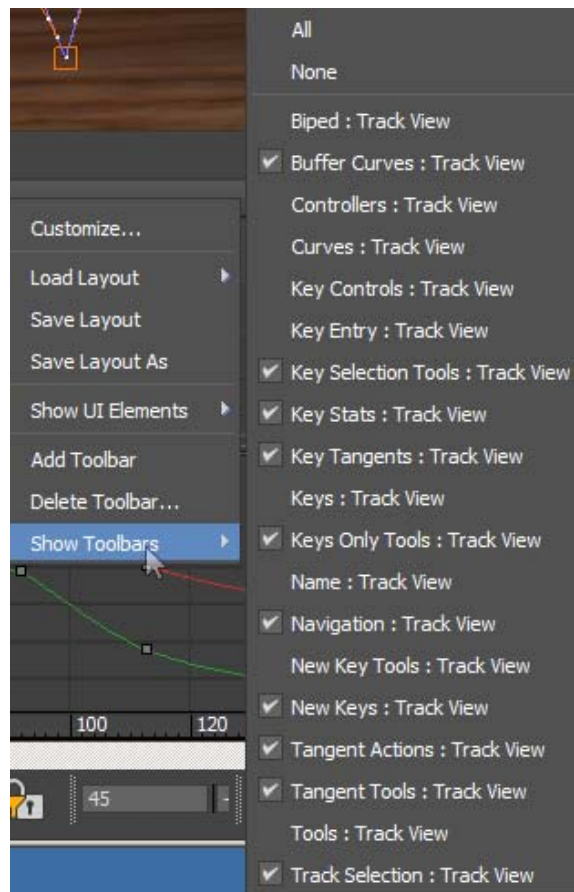 All
None
Biped : Track View
Buffer Curves : Track View
Controllers : Track View
Curves : Track View
Key Controls : Track View
Key Entry : Track View
Key Selection Tools : Track View
Key Stats : Track View
Key Tangents : Track View
Keys : Track View
Keys Only Tools : Track View
Name : Track View
Navigation : Track View
New Key Tools : Track View
New Keys : Track View
Tangent Actions : Track View
Tangent Tools : Track View
Tools : Track View
Track Selection : Track View
Customize...
Load Layout
Save Layout
Save Layout As
Show UI Elements
Add Toolbar
Delete Toolbar...
Show Toolbars
100 120
45